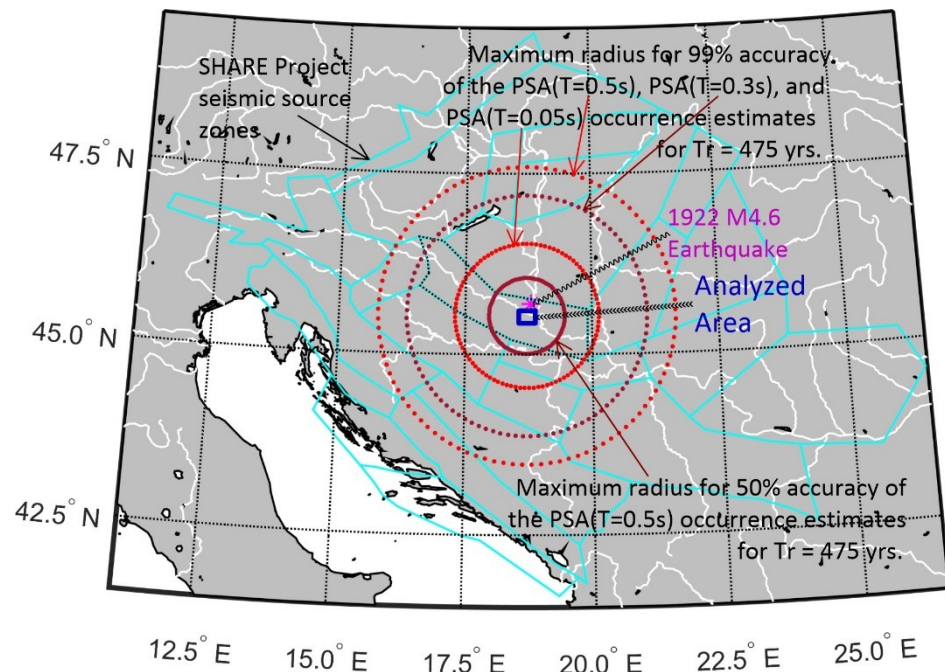 SHARE Project
seismic source
zones
Maximum radius for 99% accuracy
of the PSA(T=0.5s), PSA(T=0.3s), and
PSA(T=0.05s) occurrence estimates
for Tr = 475 yrs.
47.5° N
1922 M4.6
Earthquake
Analyzed
Area
45.0° N
Maximum radius for 50% accuracy of
the PSA(T=0.5s) occurrence estimates
for Tr = 475 yrs.
42.5° N
12.5° E 15.0° E 17.5° E 20.0° E 22.5° E 25.0° E